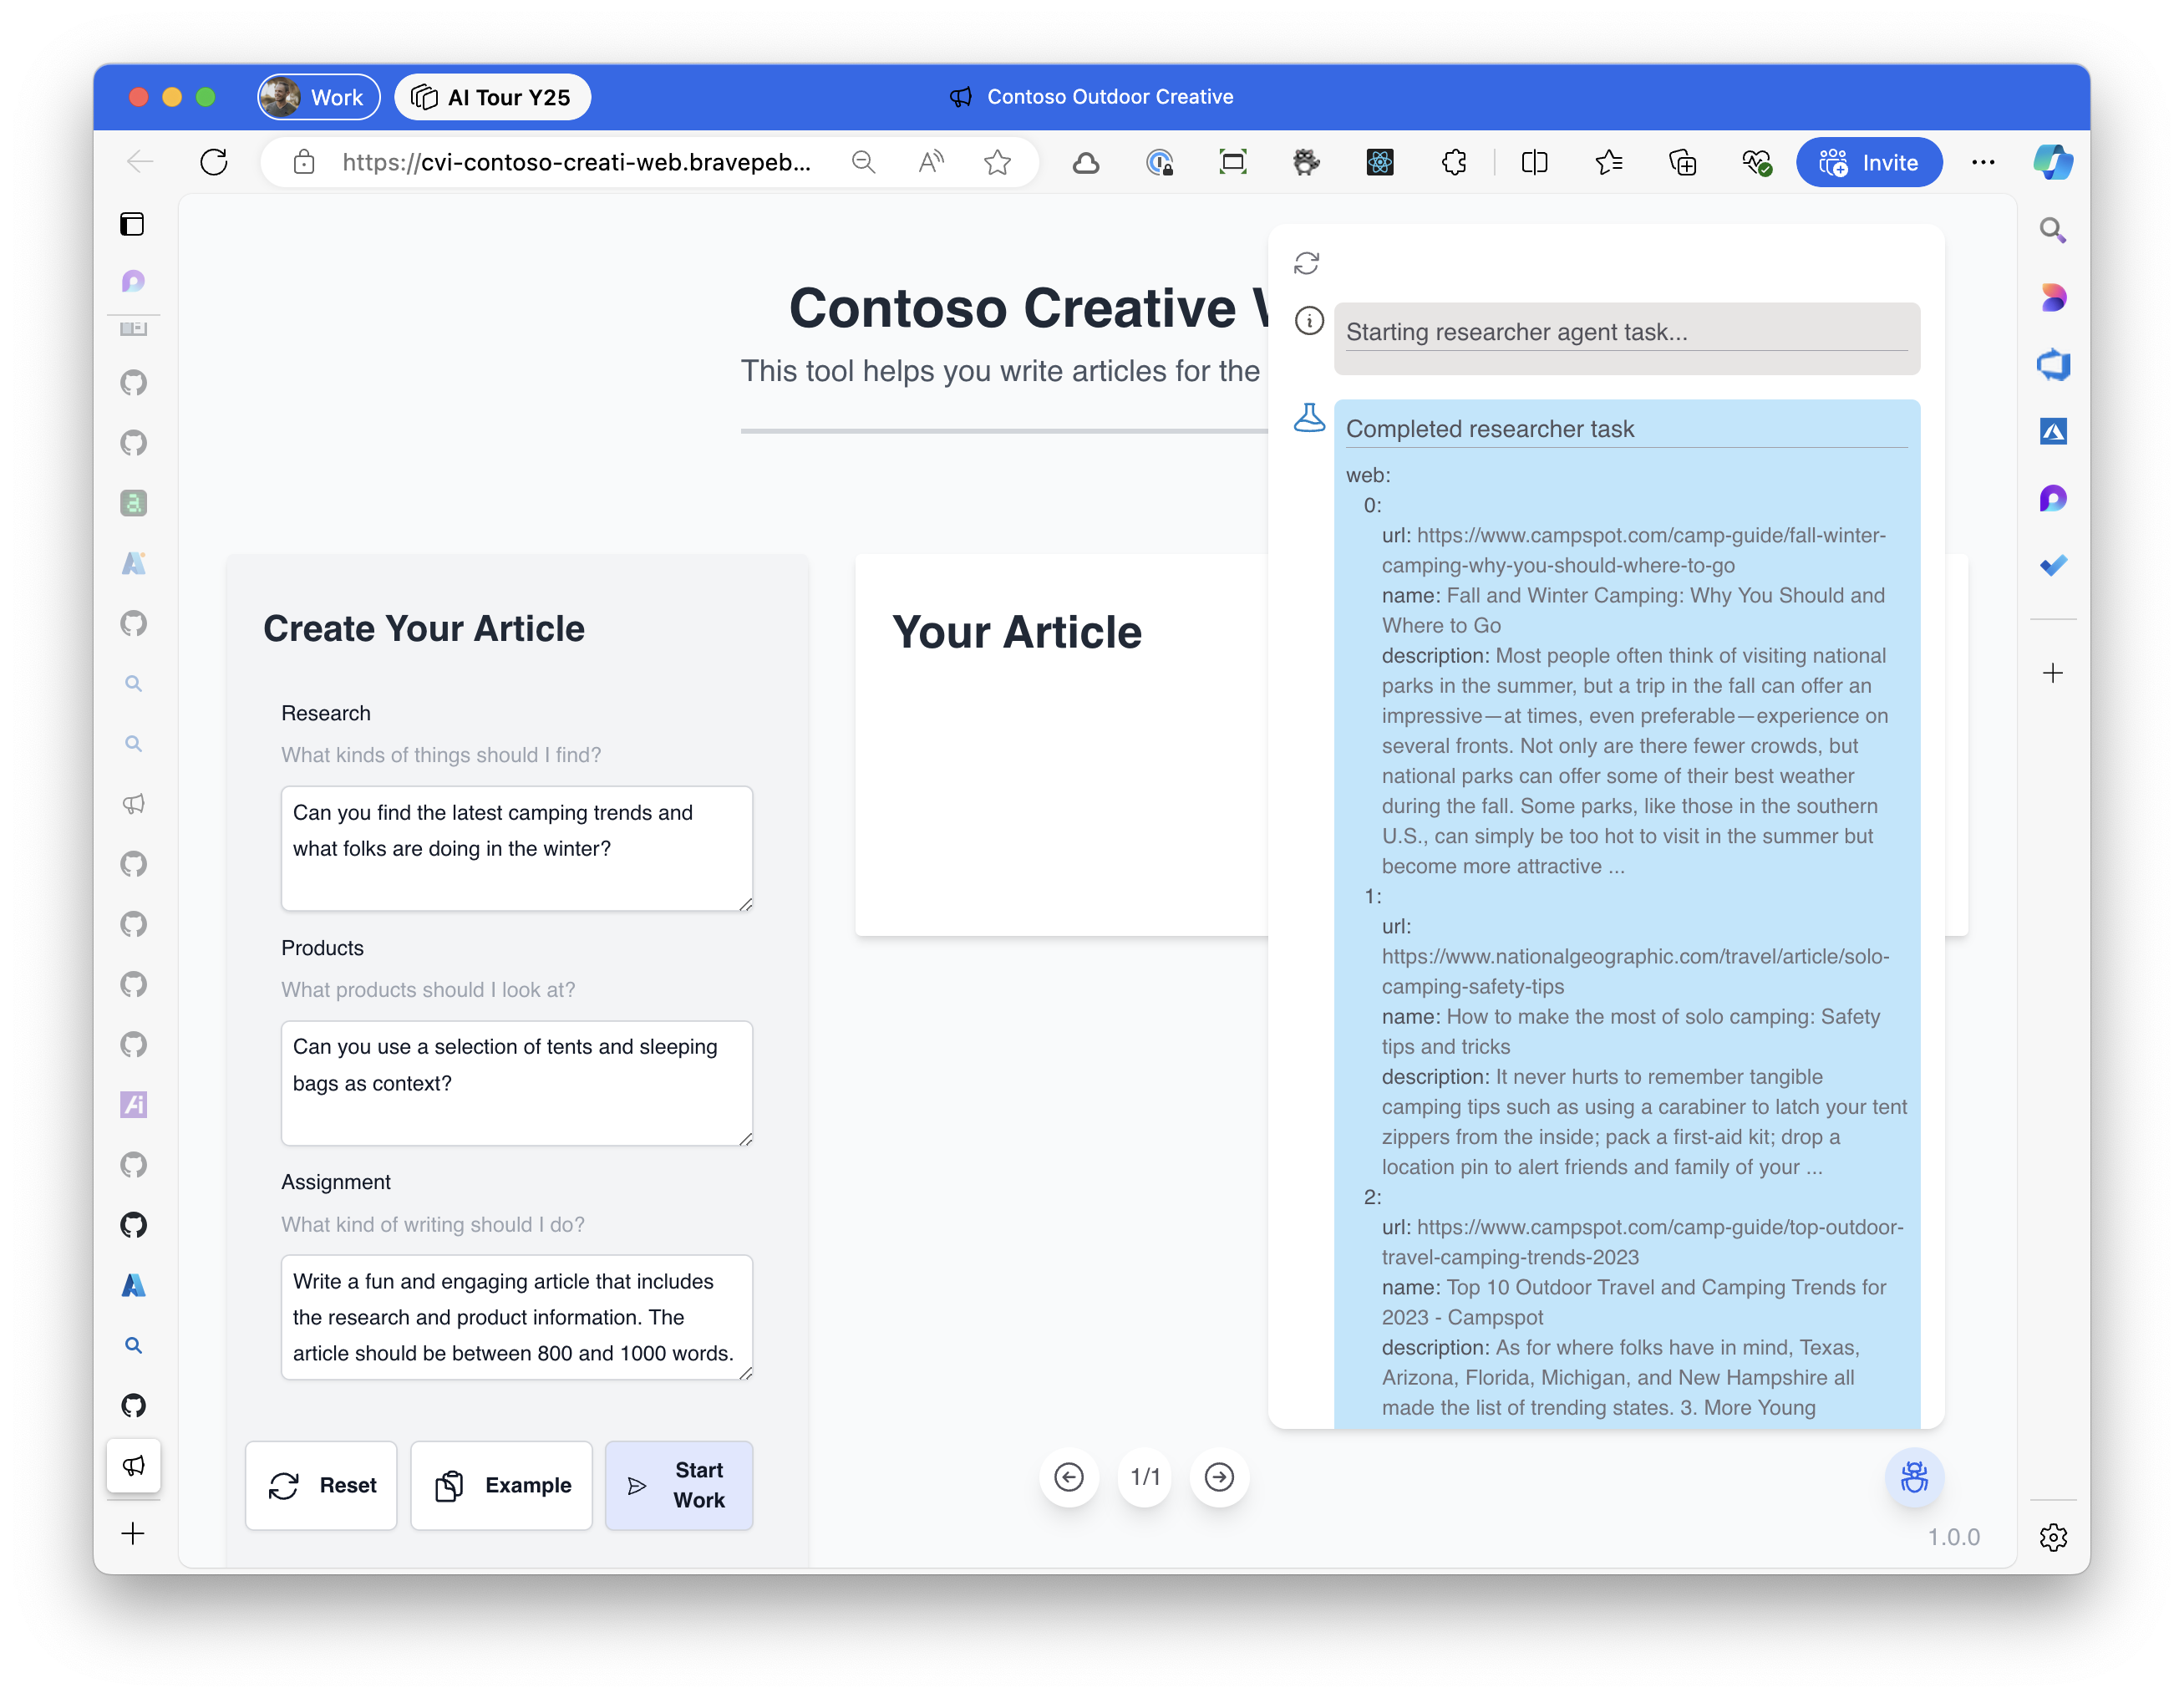 Work
AI Tour Y25
Contoso Outdoor Creative
https://cvi-contoso-creati-web.bravepeb...
Invite
Contoso Creative
This tool helps you write articles for the
Create Your Article
Research
What kinds of things should I find?
Can you find the latest camping trends and
what folks are doing in the winter?
Products
What products should I look at?
Can you use a selection of tents and sleeping
bags as context?
Assignment
What kind of writing should I do?
Write a fun and engaging article that includes
the research and product information. The
article should be between 800 and 1000 words.
Reset
Example
Start
Work
Your Article
1/1
Starting researcher agent task...
Completed researcher task
web:
0:
url: https://www.campspot.com/camp-guide/fall-winter-
camping-why-you-should-where-to-go
name: Fall and Winter Camping: Why You Should and
Where to Go
description: Most people often think of visiting national
parks in the summer, but a trip in the fall can offer an
impressive—at times, even preferable—experience on
several fronts. Not only are there fewer crowds, but
national parks can offer some of their best weather
during the fall. Some parks, like those in the southern
U.S., can simply be too hot to visit in the summer but
become more attractive ...
1:
url:
https://www.nationalgeographic.com/travel/article/solo-
camping-safety-tips
name: How to make the most of solo camping: Safety
tips and tricks
description: It never hurts to remember tangible
camping tips such as using a carabiner to latch your tent
zippers from the inside; pack a first-aid kit; drop a
location pin to alert friends and family of your ...
2:
url: https://www.campspot.com/camp-guide/top-outdoor-
travel-camping-trends-2023
name: Top 10 Outdoor Travel and Camping Trends for
2023 - Campspot
description: As for where folks have in mind, Texas,
Arizona, Florida, Michigan, and New Hampshire all
made the list of trending states. 3. More Young
1.0.0